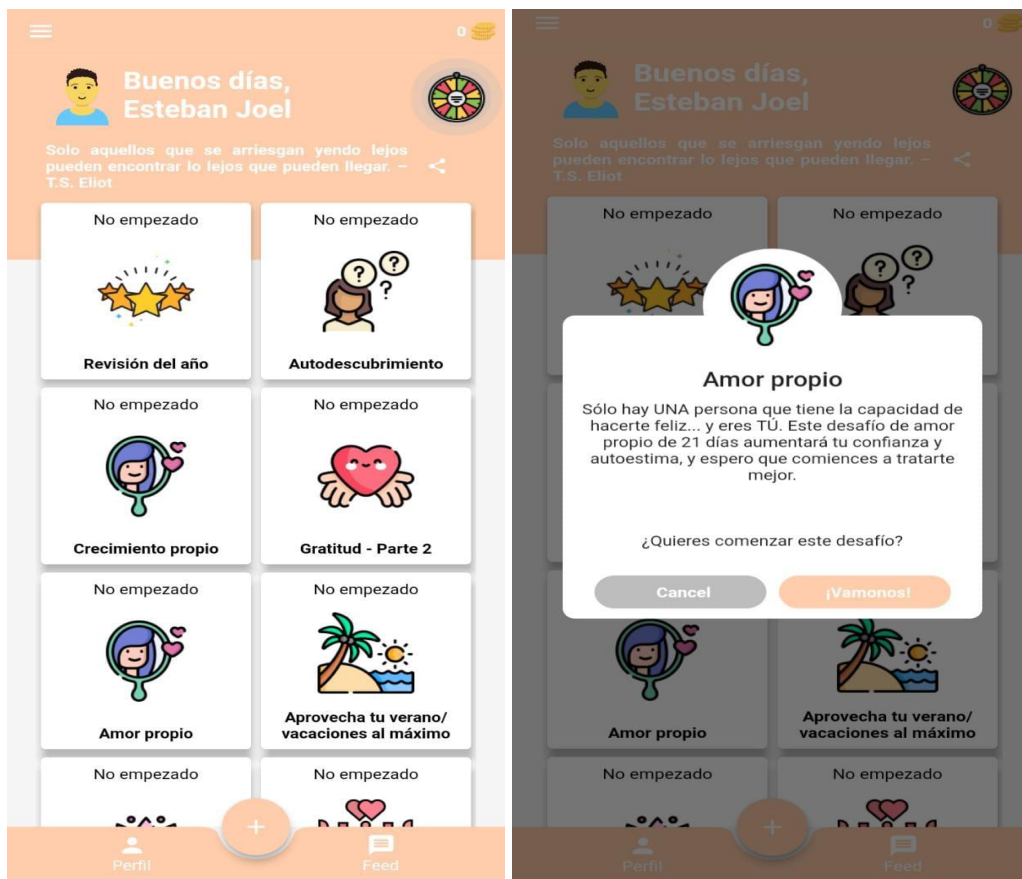 0
Buenos días,
Esteban Joel
Solo aquellos que se arriesgan yendo lejos
pueden encontrar lo lejos que pueden llegar. –
T.S. Eliot
No empezado
No empezado
Revisión del año
Autodescubrimiento
No empezado
No empezado
Crecimiento propio
Gratitud - Parte 2
No empezado
No empezado
Amor propio
Aprovecha tu verano/
vacaciones al máximo
No empezado
No empezado
+
Perfil
Feed
0
Buenos días,
Esteban Joel
Solo aquellos que se arriesgan yendo lejos
pueden encontrar lo lejos que pueden llegar. –
T.S. Eliot
No empezado
No empezado
? ?
?
Amor propio
Sólo hay UNA persona que tiene la capacidad de
hacerte feliz... y eres TÚ. Este desafío de amor
propio de 21 días aumentará tu confianza y
autoestima, y espero que comiences a tratarte
mejor.
¿Quieres comenzar este desafío?
Cancel
¡Vamonos!
Amor propio
Aprovecha tu verano/
vacaciones al máximo
No empezado
No empezado
+
Perfil
Feed